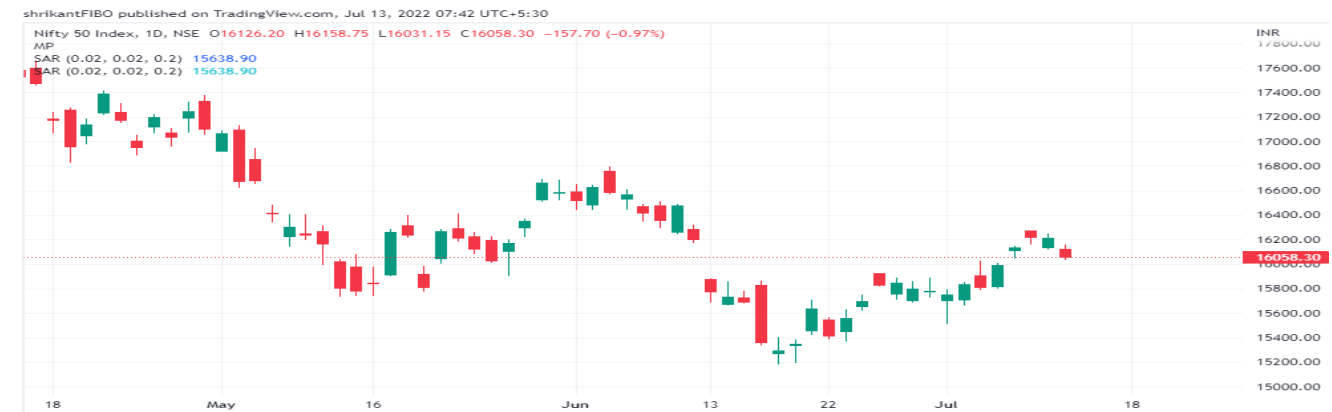 shrikantFIBO published on TradingView.com, Jul 13, 2022 07:42 UTC+5:30
Nifty 50 Index, 1D, NSE O16126.20 H16158.75 L16031.15 C16058.30 −157.70 (−0.97%)
MP
SAR (0.02, 0.02, 0.2) 15638.90
SAR (0.02, 0.02, 0.2) 15638.90
INR
17800.00
17600.00
17400.00
17200.00
17000.00
16800.00
16600.00
16400.00
16200.00
16058.30
16000.00
15800.00
15600.00
15400.00
15200.00
15000.00
18 May 16 Jun 13 22 Jul 18